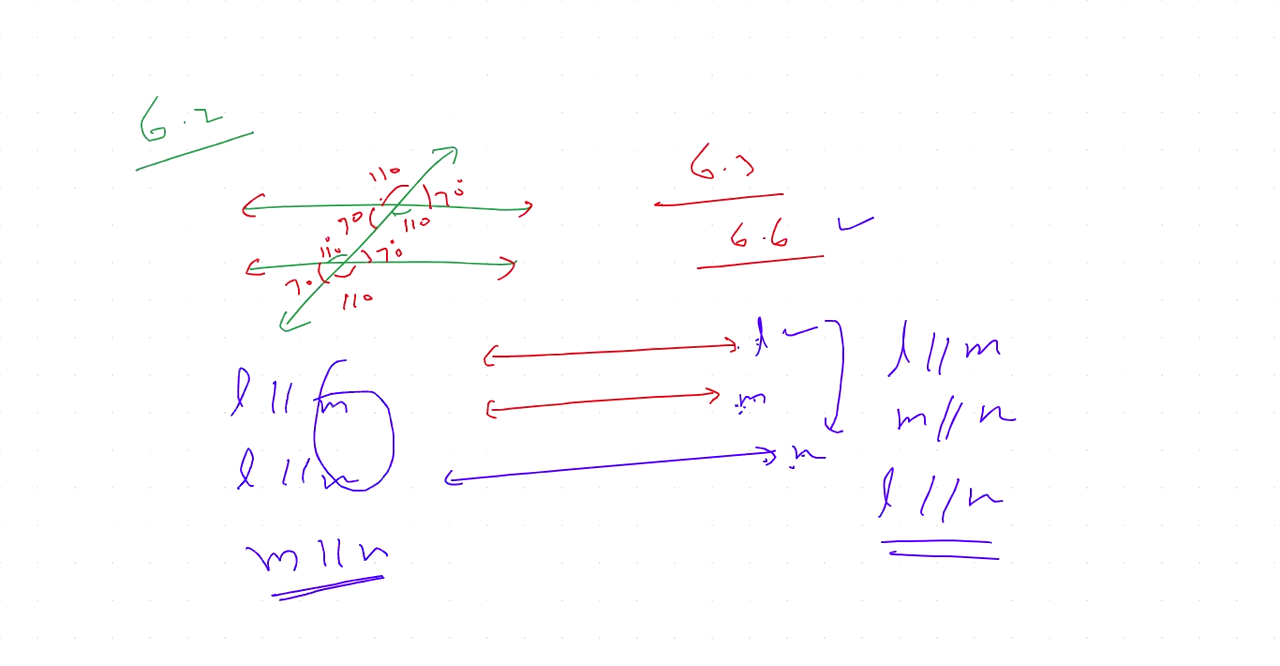 6.2
110
70°
70
110
110
70°
70
110
6.3
6.6 ✓
l ✓
m
n
l || m
l || n
m || n
l || m
m || n
l || n